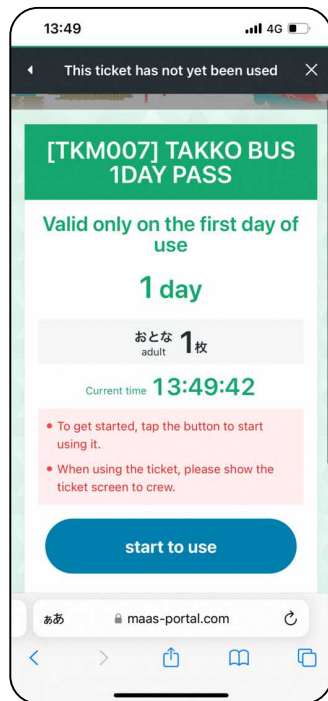 13:49
4G
This ticket has not yet been used
[TKM007] TAKKO BUS
1DAY PASS
Valid only on the first day of
use
1 day
おとな
adult
1枚
Current time 13:49:42
• To get started, tap the button to start
using it.
• When using the ticket, please show the
ticket screen to crew.
start to use
ぁあ maas-portal.com